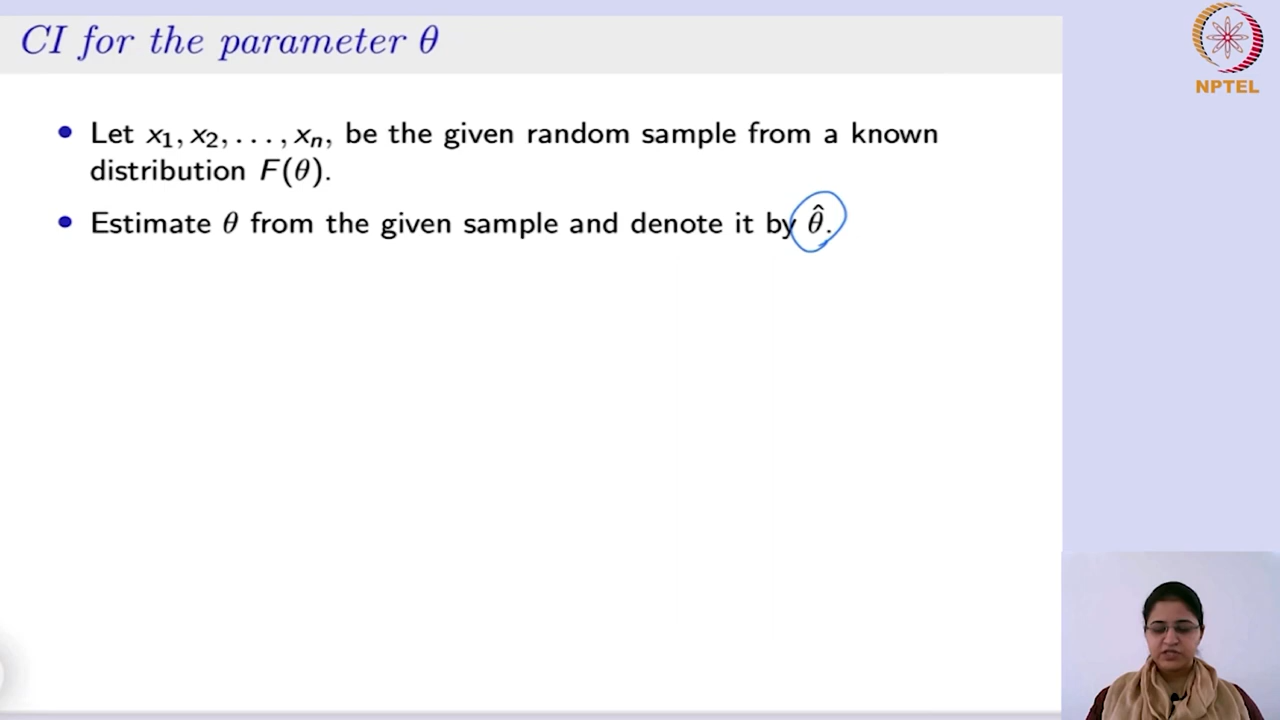 CI for the parameter θ
NPTEL
• Let x₁, x₂, . . . , xₙ, be the given random sample from a known
distribution F(θ).
• Estimate θ from the given sample and denote it by θ̂.